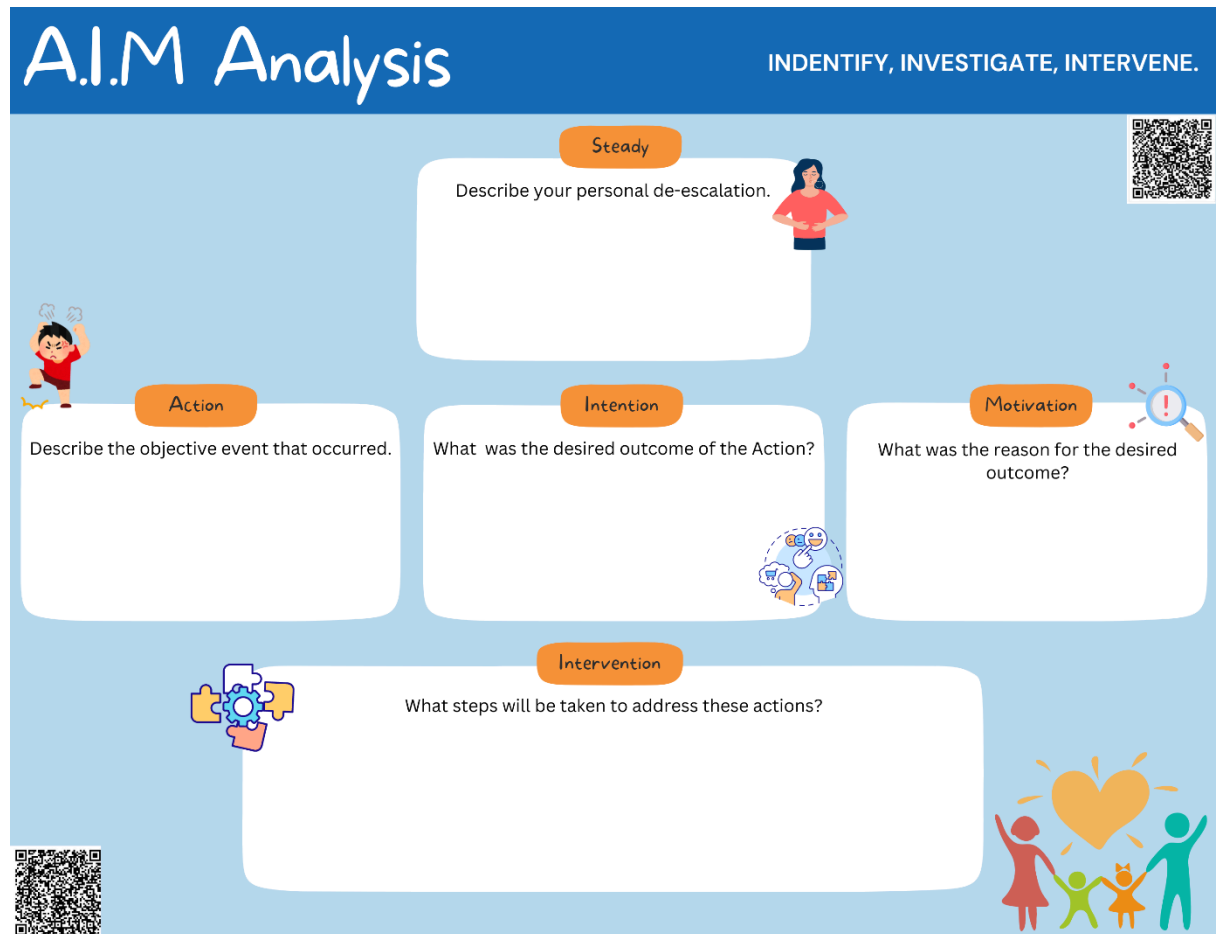 A.I.M Analysis
INDENTIFY, INVESTIGATE, INTERVENE.
Steady
Describe your personal de-escalation.
Action
Describe the objective event that occurred.
Intention
What was the desired outcome of the Action?
Motivation
What was the reason for the desired
outcome?
Intervention
What steps will be taken to address these actions?